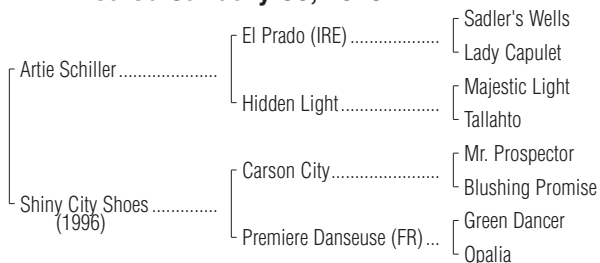 El Prado (IRE)
Sadler's Wells
Lady Capulet
Artie Schiller
Hidden Light
Majestic Light
Tallahto
Carson City
Mr. Prospector
Blushing Promise
Shiny City Shoes
(1996)
Premiere Danseuse (FR)
Green Dancer
Opalia